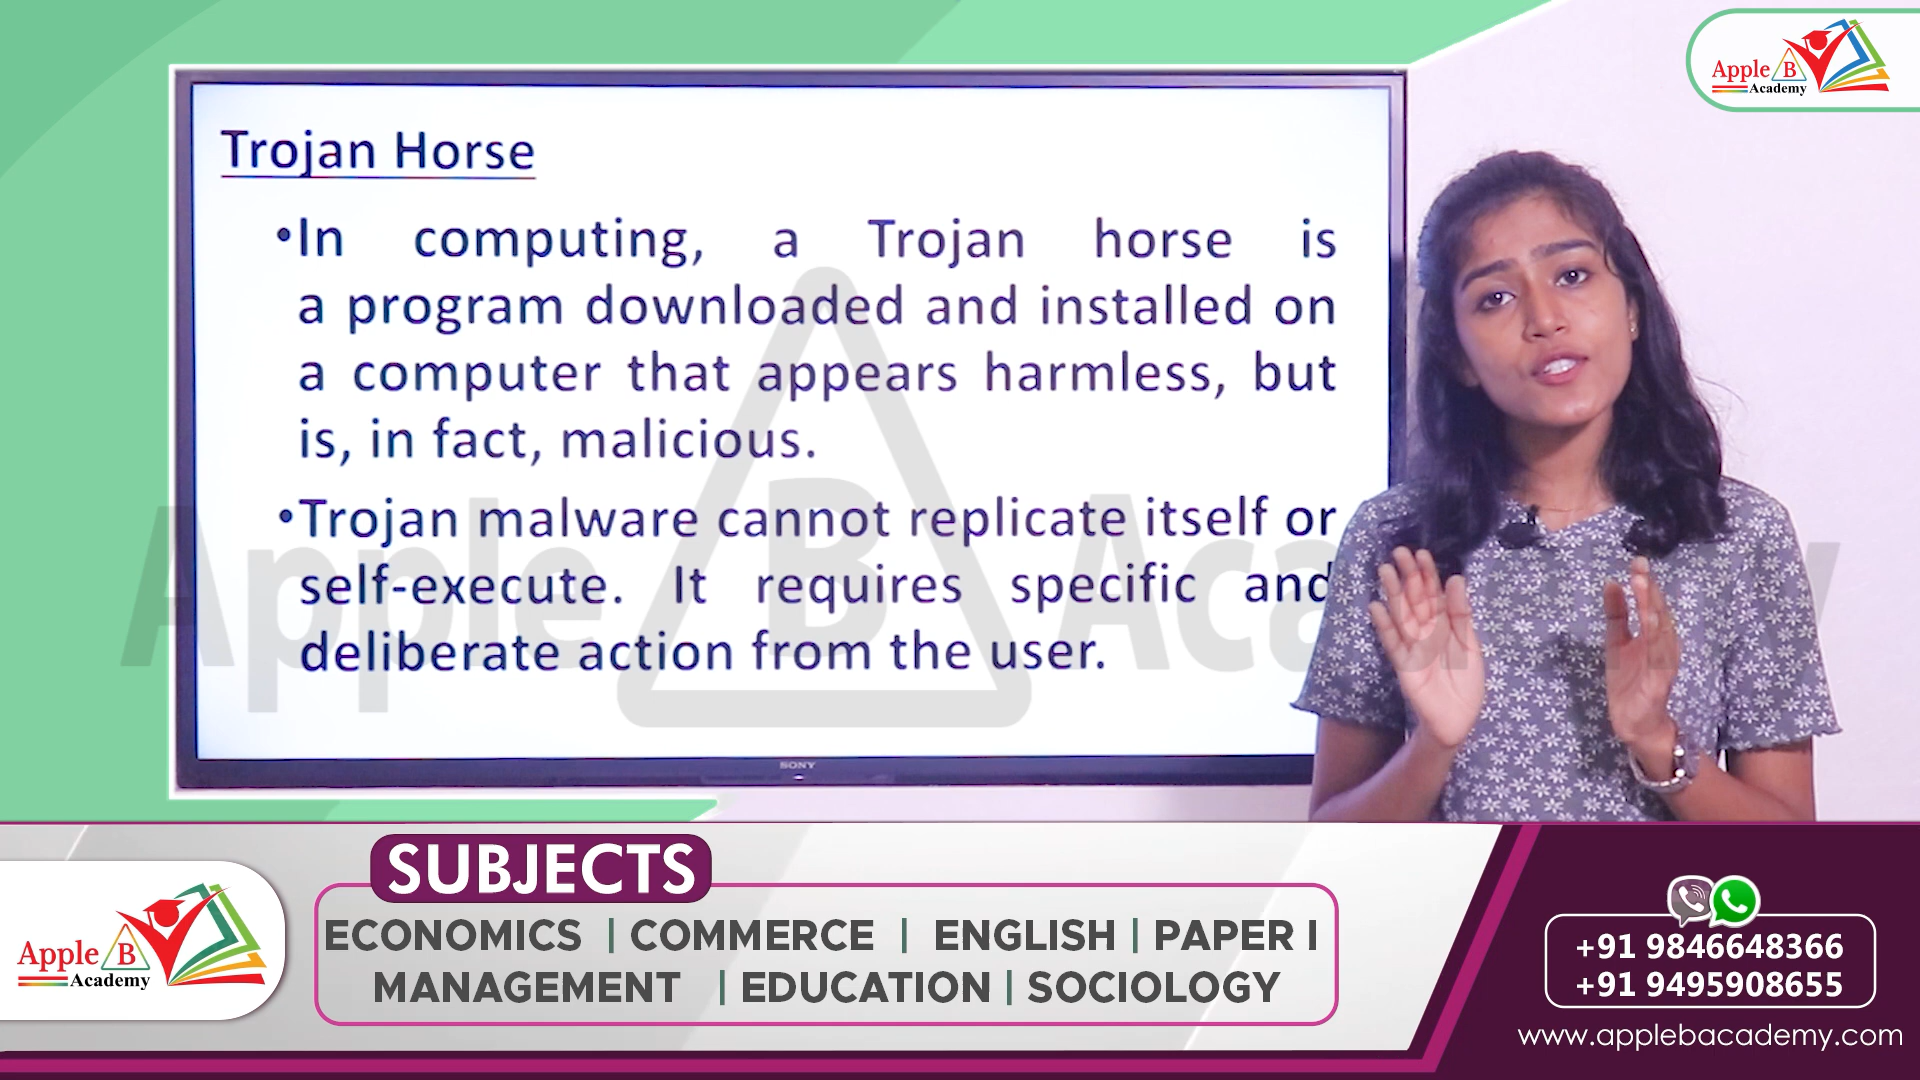 Apple B
Academy
Trojan Horse
•In computing, a Trojan horse is
a program downloaded and installed on
a computer that appears harmless, but
is, in fact, malicious.
•Trojan malware cannot replicate itself or
self-execute. It requires specific and
deliberate action from the user.
Apple B Academy
SONY
SUBJECTS
ECONOMICS | COMMERCE | ENGLISH | PAPER I
MANAGEMENT | EDUCATION | SOCIOLOGY
Apple B
Academy
+91 9846648366
+91 9495908655
www.applebacademy.com